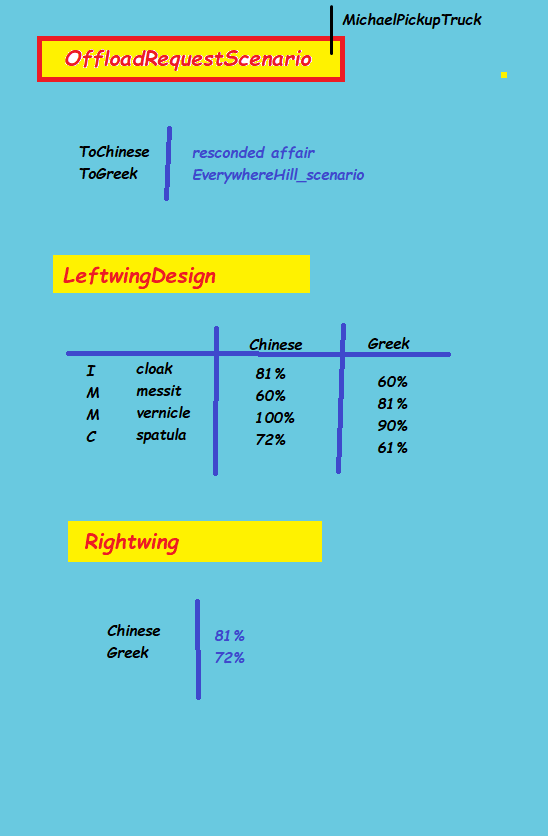 MichaelPickupTruck
OffloadRequestScenario
ToChinese resconded affair
ToGreek EverywhereHill_scenario
LeftwingDesign
Chinese Greek
I cloak 81% 60%
M messit 60% 81%
M vernicle 100% 90%
C spatula 72% 61%
Rightwing
Chinese 81%
Greek 72%